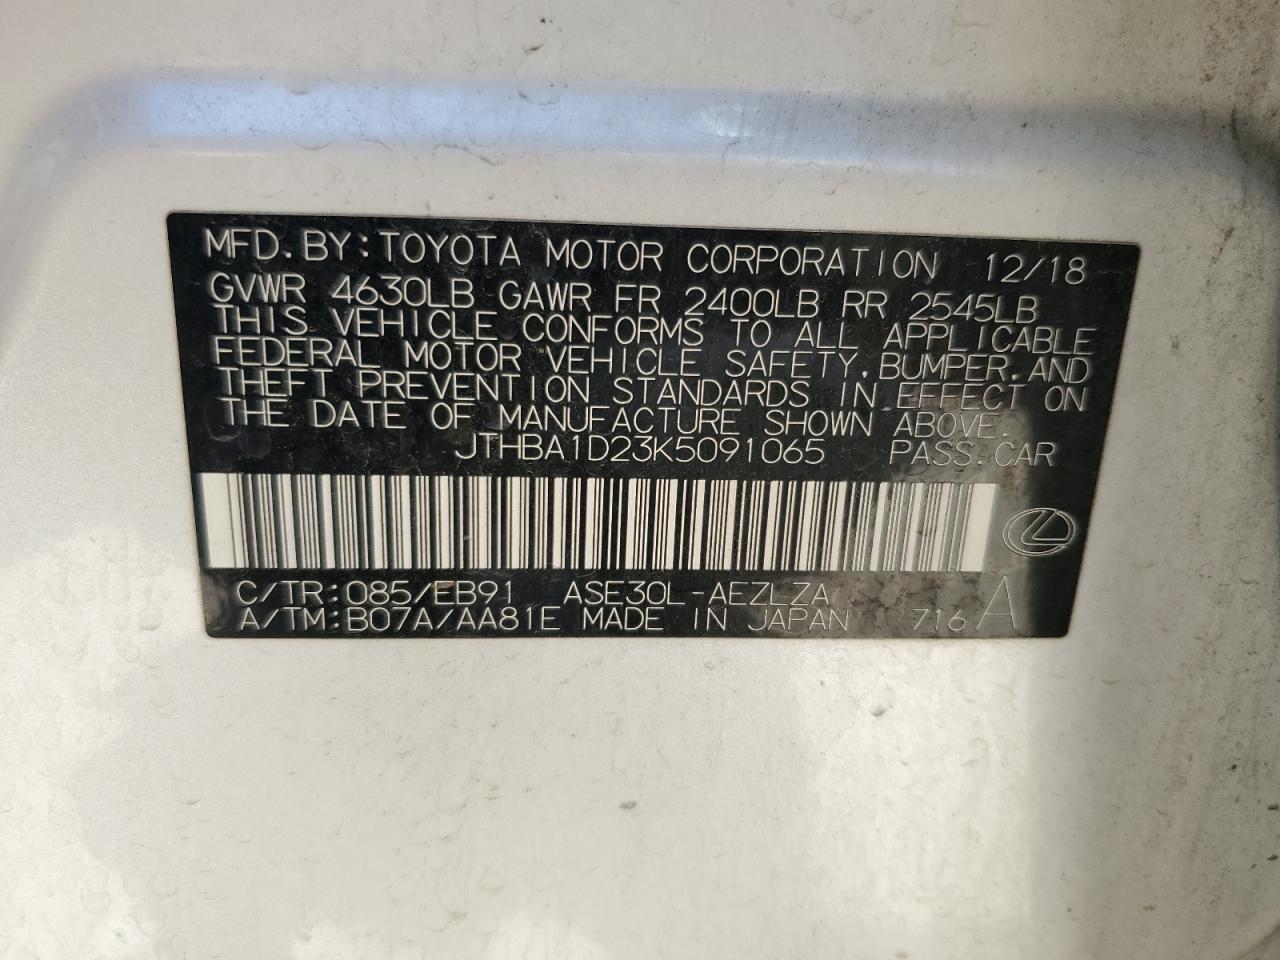 MFD. BY: TOYOTA MOTOR CORPORATION 12/18
GVWR 4630LB GAWR FR 2400LB RR 2545LB
THIS VEHICLE CONFORMS TO ALL APPLICABLE
FEDERAL MOTOR VEHICLE SAFETY, BUMPER, AND
THEFT PREVENTION STANDARDS IN EFFECT ON
THE DATE OF MANUFACTURE SHOWN ABOVE.
JTHBA1D23K5091065 PASS. CAR
C/TR: 085/EB91 ASE30L-AEZLZA
A/TM: B07A/AA81E MADE IN JAPAN 716 A